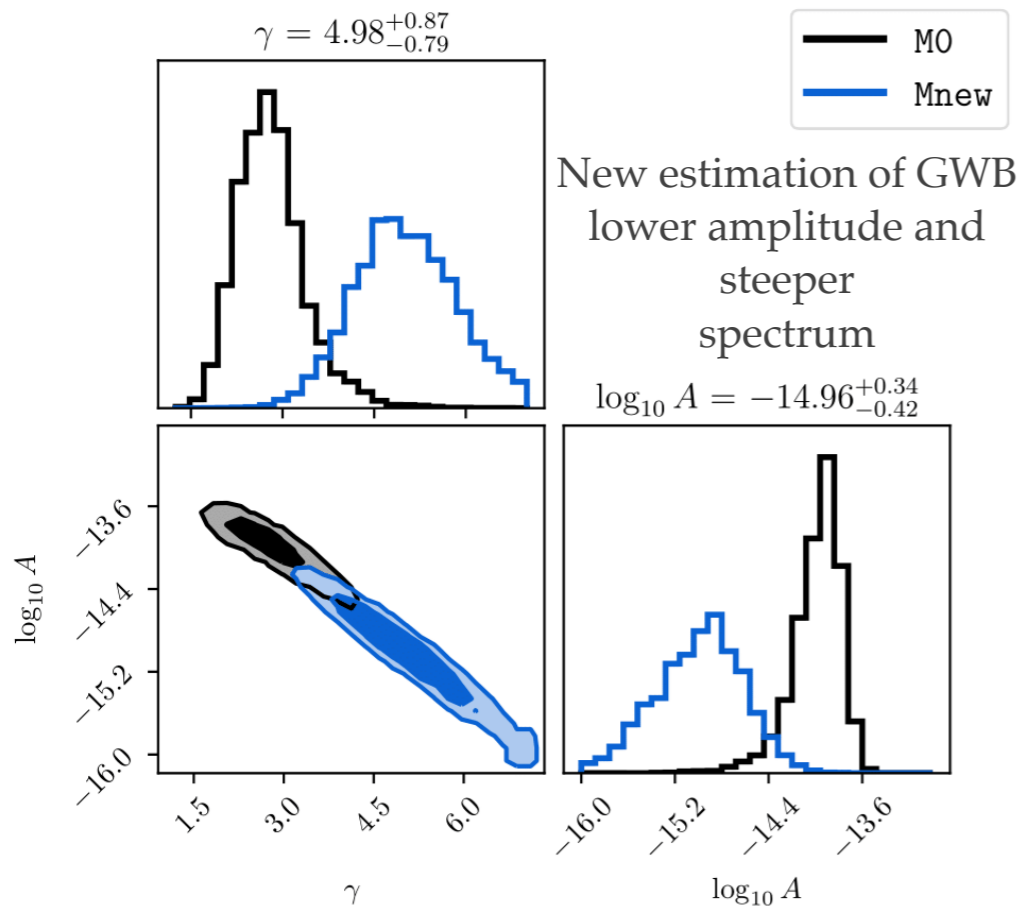 γ = 4.98^{+0.87}_{-0.79}
M0
Mnew
New estimation of GWB
lower amplitude and
steeper
spectrum
log₁₀ A = −14.96^{+0.34}_{-0.42}
log₁₀ A
−13.6
−14.4
−15.2
−16.0
1.5
3.0
4.5
6.0
γ
−16.0
−15.2
−14.4
−13.6
log₁₀ A